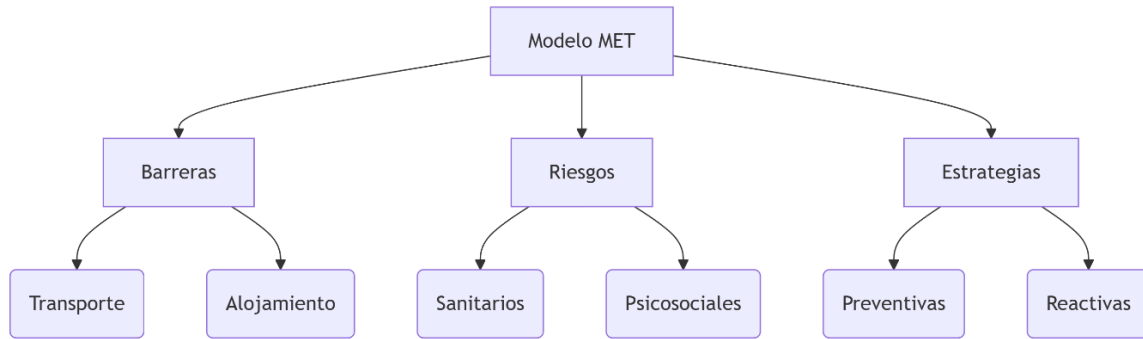 Modelo MET
Barreras
Riesgos
Estrategias
Transporte
Alojamiento
Sanitarios
Psicosociales
Preventivas
Reactivas